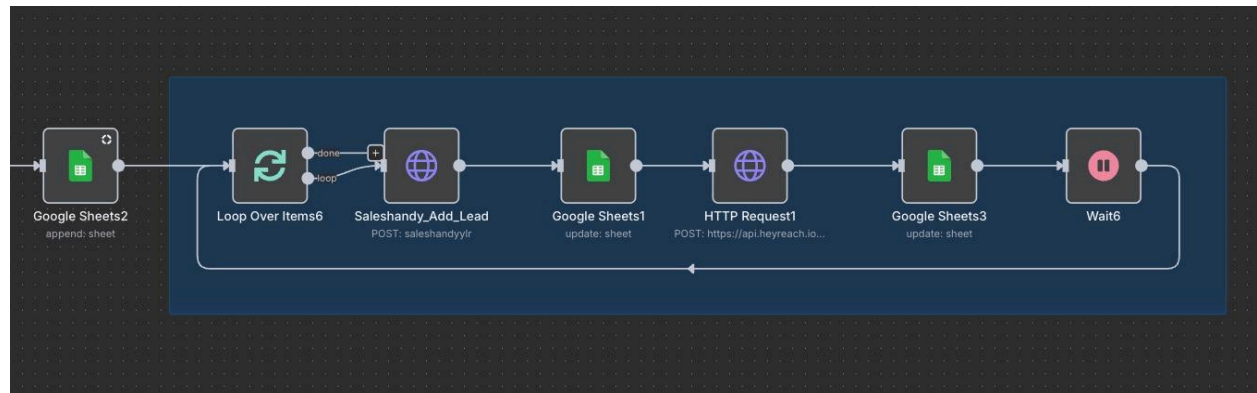 done
+
loop
Google Sheets2
append: sheet
Loop Over Items6
Saleshandy_Add_Lead
POST: saleshandyylr
Google Sheets1
update: sheet
HTTP Request1
POST: https://api.heyreach.io...
Google Sheets3
update: sheet
Wait6